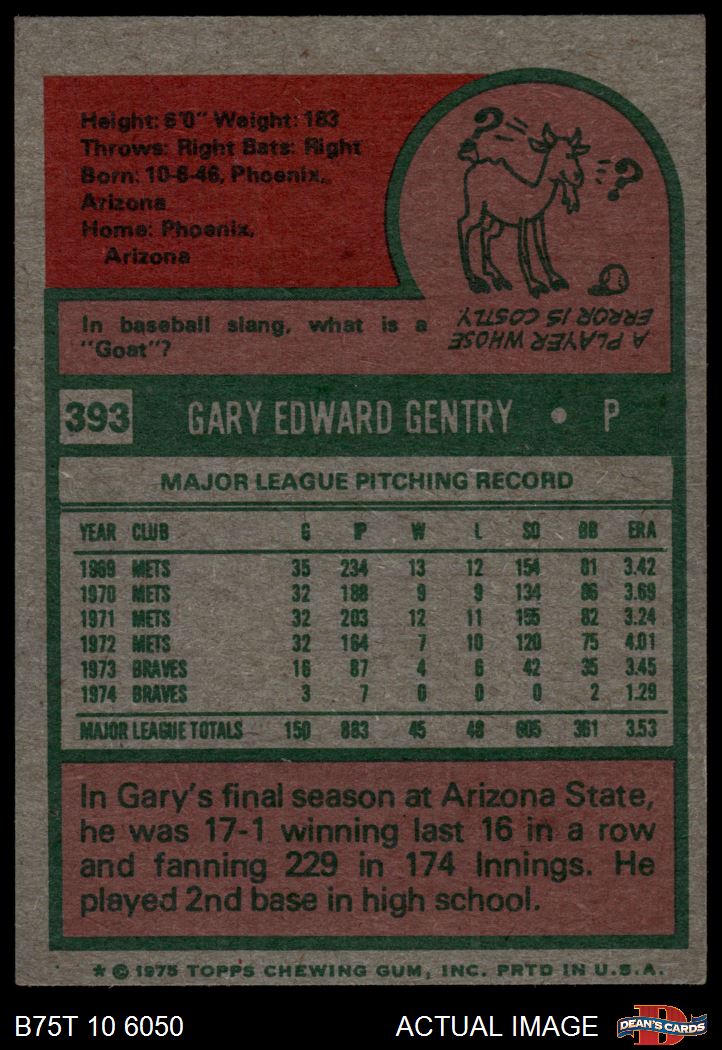 Height: 6'0" Weight: 183
Throws: Right Bats: Right
Born: 10-6-46, Phoenix,
Arizona
Home: Phoenix,
Arizona
? ?
In baseball slang, what is a
"Goat"?
A PLAYER WHOSE
ERROR IS COSTLY
393 GARY EDWARD GENTRY • P
MAJOR LEAGUE PITCHING RECORD
YEAR CLUB G IP W L SO BB ERA
1969 METS 35 234 13 12 154 81 3.42
1970 METS 32 188 9 9 134 86 3.69
1971 METS 32 203 12 11 155 82 3.24
1972 METS 32 164 7 10 120 75 4.01
1973 BRAVES 16 87 4 6 42 35 3.45
1974 BRAVES 3 7 0 0 0 2 1.29
MAJOR LEAGUE TOTALS 150 883 45 48 605 361 3.53
In Gary's final season at Arizona State,
he was 17-1 winning last 16 in a row
and fanning 229 in 174 Innings. He
played 2nd base in high school.
* © 1975 TOPPS CHEWING GUM, INC. PRTD IN U.S.A.
B75T 10 6050 ACTUAL IMAGE DEAN'S CARDS